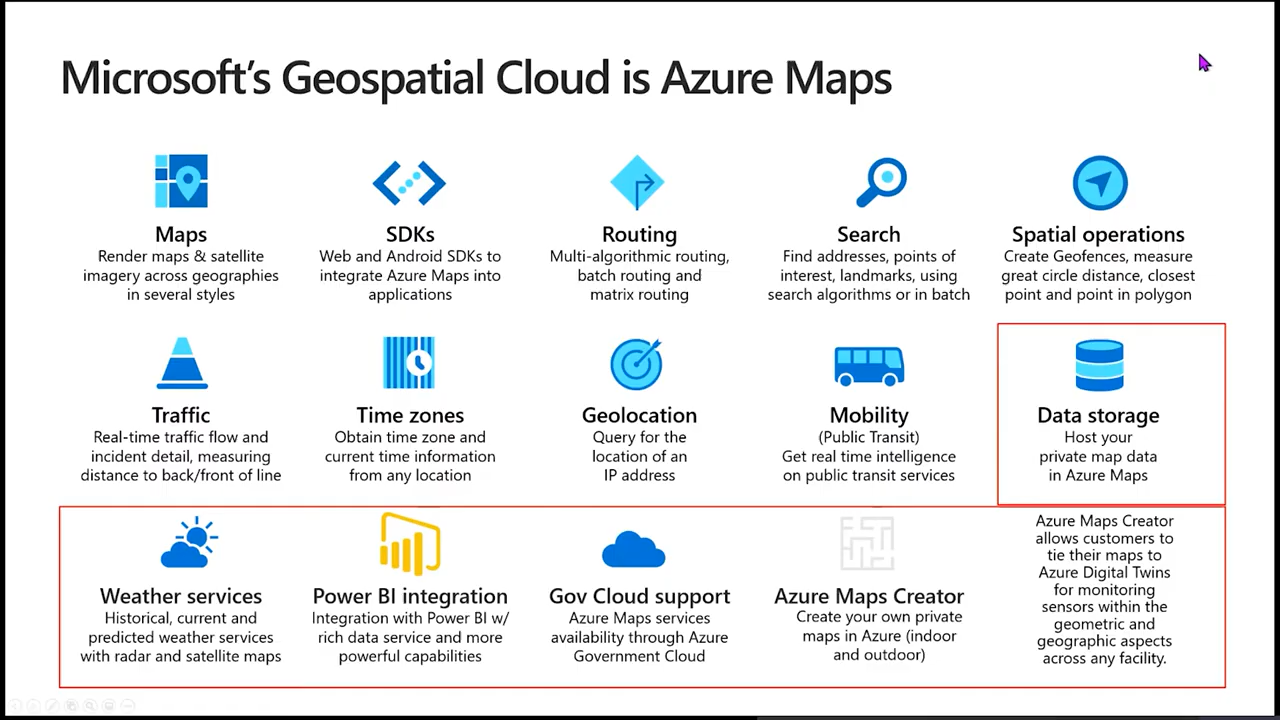 Microsoft's Geospatial Cloud is Azure Maps
Maps
Render maps & satellite
imagery across geographies
in several styles
SDKs
Web and Android SDKs to
integrate Azure Maps into
applications
Routing
Multi-algorithmic routing,
batch routing and
matrix routing
Search
Find addresses, points of
interest, landmarks, using
search algorithms or in batch
Spatial operations
Create Geofences, measure
great circle distance, closest
point and point in polygon
Traffic
Real-time traffic flow and
incident detail, measuring
distance to back/front of line
Time zones
Obtain time zone and
current time information
from any location
Geolocation
Query for the
location of an
IP address
Mobility
(Public Transit)
Get real time intelligence
on public transit services
Data storage
Host your
private map data
in Azure Maps
Weather services
Historical, current and
predicted weather services
with radar and satellite maps
Power BI integration
Integration with Power BI w/
rich data service and more
powerful capabilities
Gov Cloud support
Azure Maps services
availability through Azure
Government Cloud
Azure Maps Creator
Create your own private
maps in Azure (indoor
and outdoor)
Azure Maps Creator
allows customers to
tie their maps to
Azure Digital Twins
for monitoring
sensors within the
geometric and
geographic aspects
across any facility.